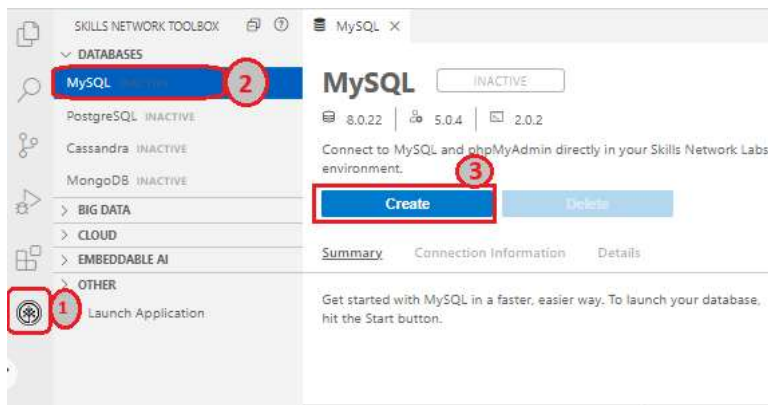 SKILLS NETWORK TOOLBOX
DATABASES
MySQL
2
PostgreSQL INACTIVE
Cassandra INACTIVE
MongoDB INACTIVE
BIG DATA
CLOUD
EMBEDDABLE AI
OTHER
1
Launch Application
MySQL
MySQL INACTIVE
8.0.22 5.0.4 2.0.2
Connect to MySQL and phpMyAdmin directly in your Skills Network Labs
environment.
3
Create Delete
Summary Connection Information Details
Get started with MySQL in a faster, easier way. To launch your database,
hit the Start button.